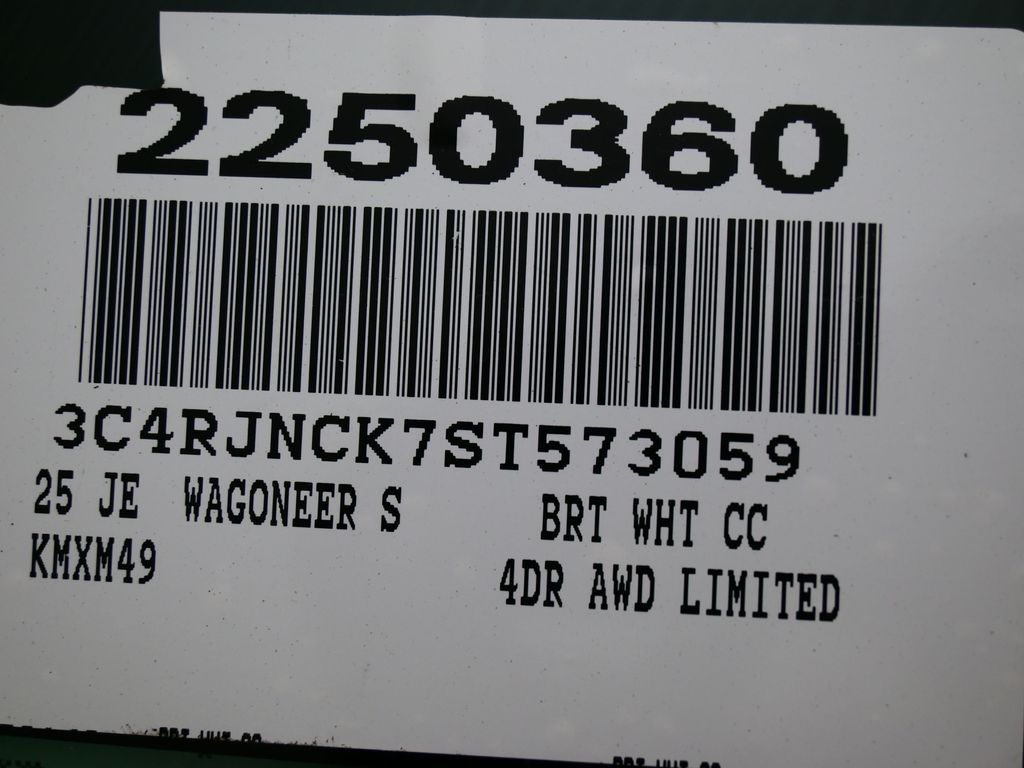 2250360
3C4RJNCK7ST573059
25 JE WAGONEER S BRT WHT CC
KMXM49 4DR AWD LIMITED